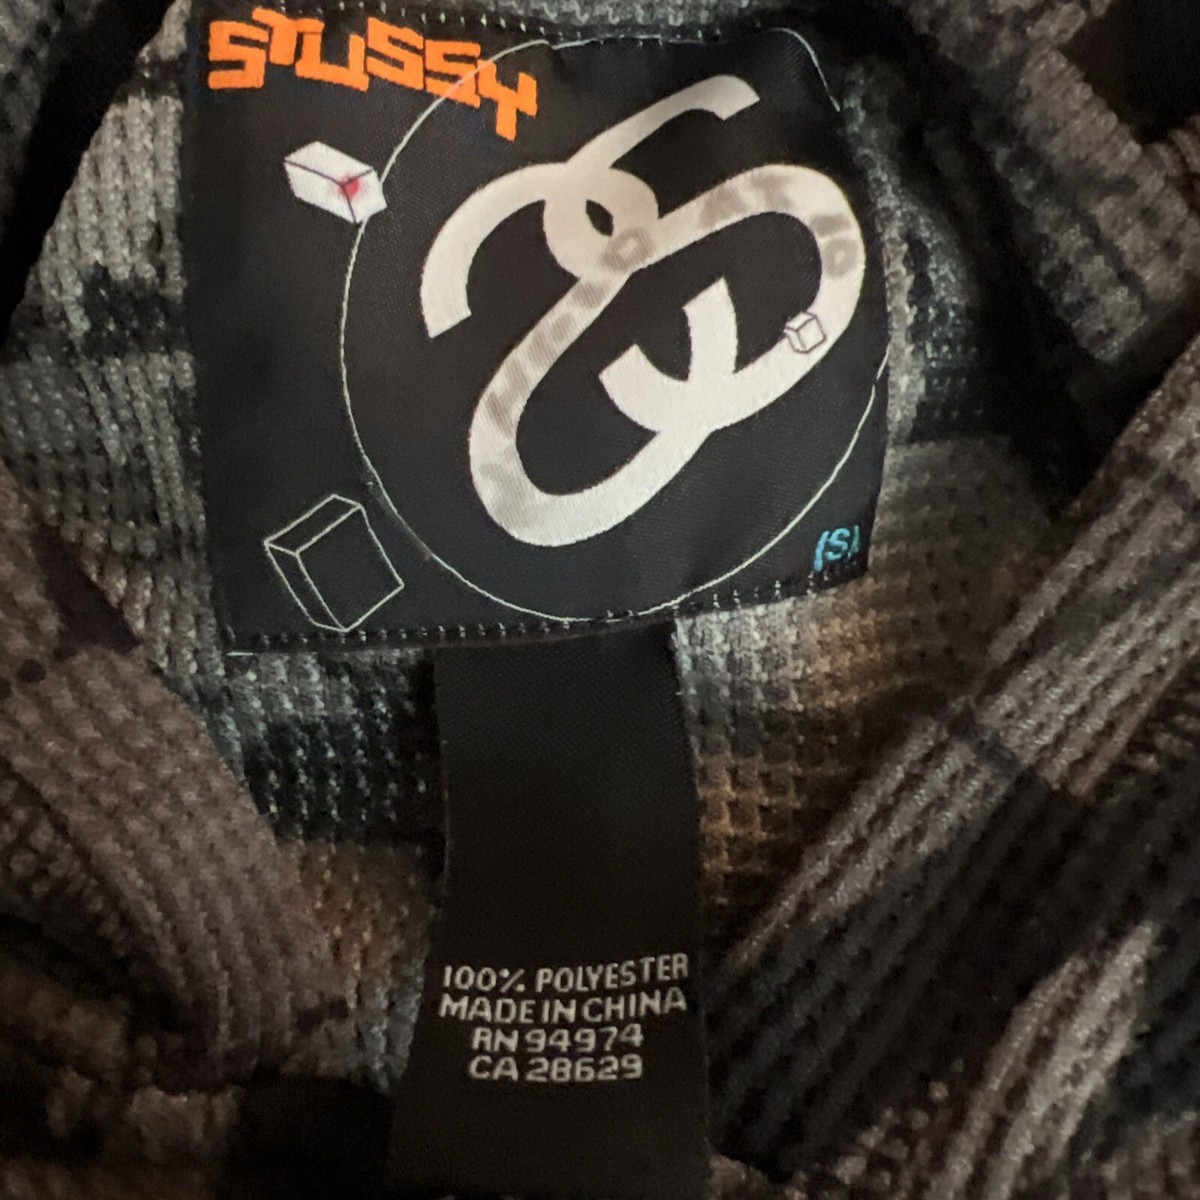 STUSSY
(S)
100% POLYESTER
MADE IN CHINA
RN 94974
CA 28629